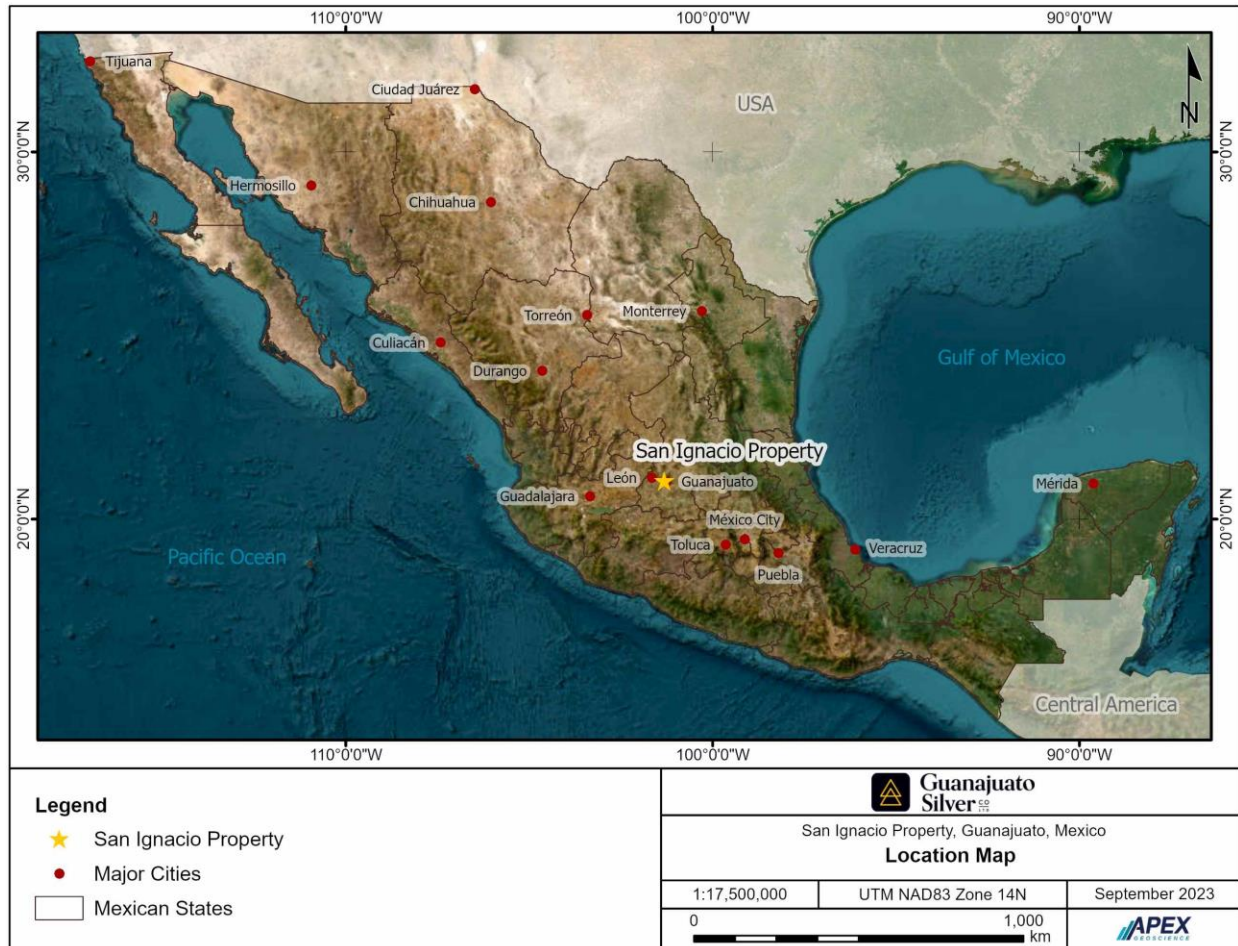 110°0'0"W
100°0'0"W
90°0'0"W
30°0'0"N
30°0'0"N
20°0'0"N
20°0'0"N
N
Tijuana
Ciudad Juárez
USA
Hermosillo
Chihuahua
Torreón
Monterrey
Culiacán
Durango
Gulf of Mexico
San Ignacio Property
León
Guanajuato
Guadalajara
Mérida
México City
Toluca
Veracruz
Puebla
Pacific Ocean
Central America
110°0'0"W
100°0'0"W
90°0'0"W
Legend
San Ignacio Property
Major Cities
Mexican States
Guanajuato
Silver CO LTD
San Ignacio Property, Guanajuato, Mexico
Location Map
1:17,500,000
UTM NAD83 Zone 14N
September 2023
0
1,000
km
APEX
GEOSCIENCE